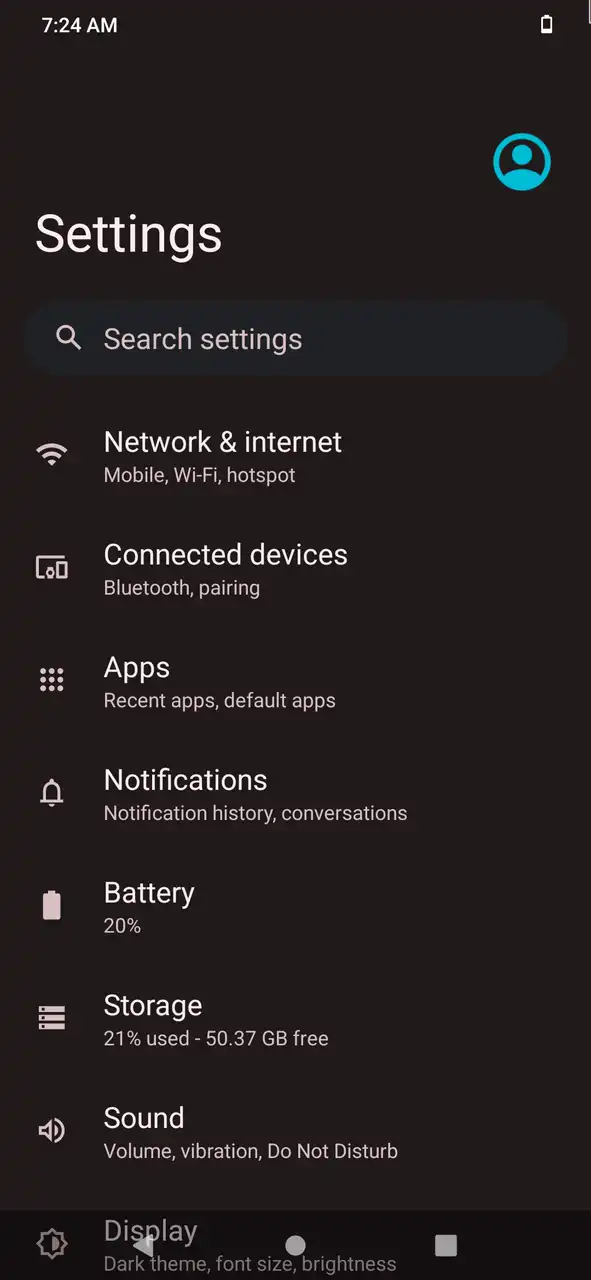 7:24 AM
Settings
Search settings
Network & internet
Mobile, Wi-Fi, hotspot
Connected devices
Bluetooth, pairing
Apps
Recent apps, default apps
Notifications
Notification history, conversations
Battery
20%
Storage
21% used - 50.37 GB free
Sound
Volume, vibration, Do Not Disturb
Display
Dark theme, font size, brightness